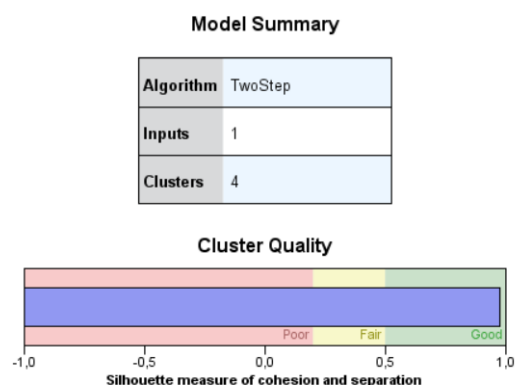 Model Summary
Algorithm TwoStep
Inputs 1
Clusters 4
Cluster Quality
Poor Fair Good
-1,0 -0,5 0,0 0,5 1,0
Silhouette measure of cohesion and separation